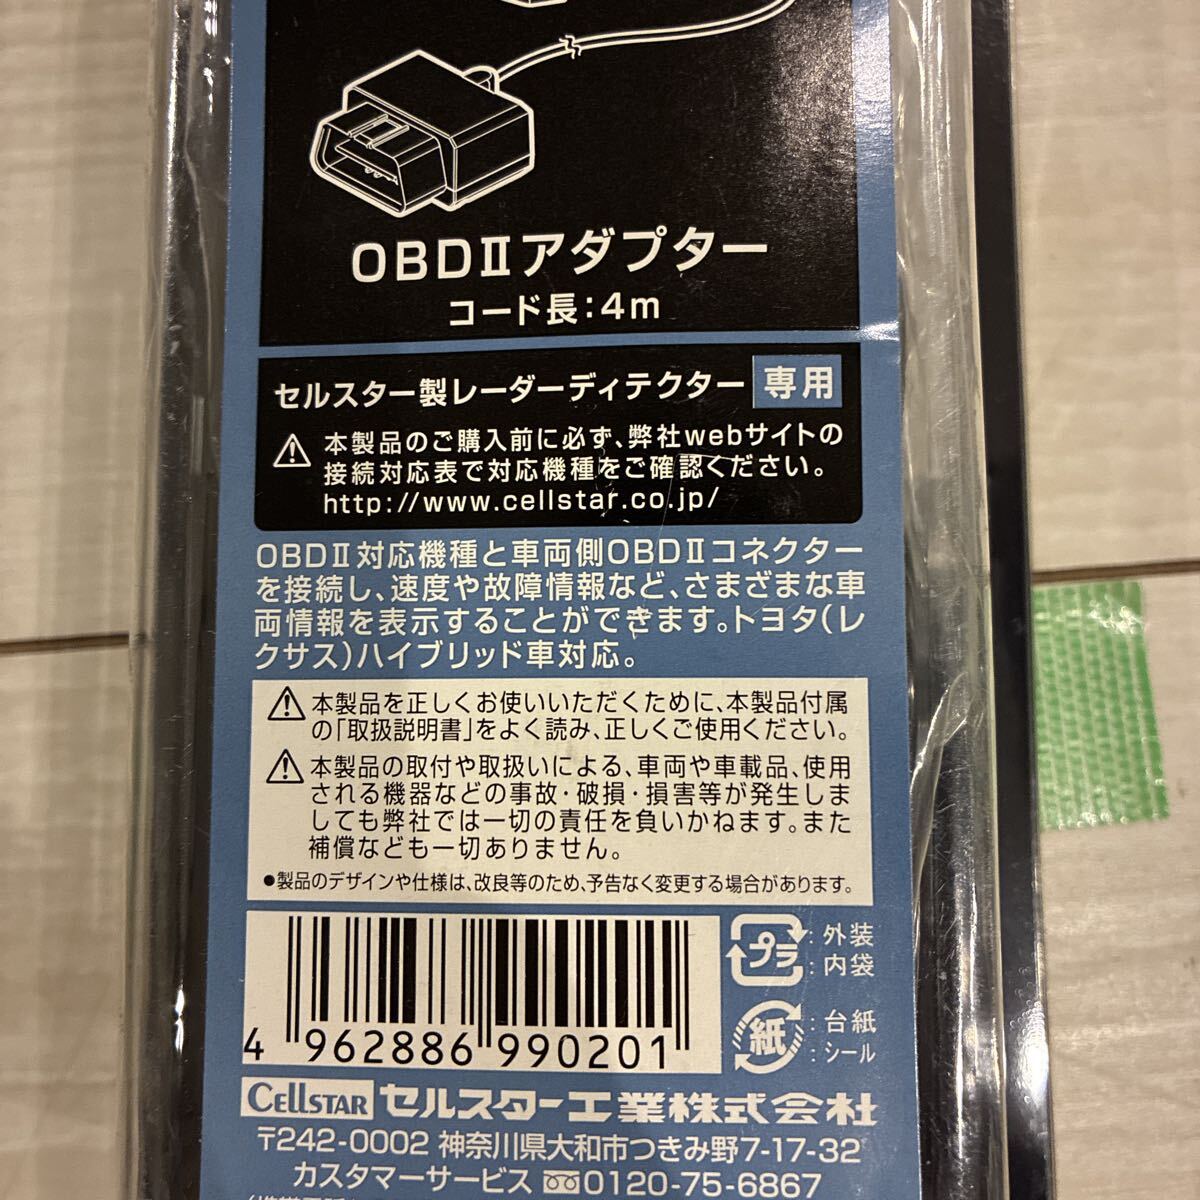 OBDⅡアダプター
コード長:4m
セルスター製レーダーディテクター 専用
本製品のご購入前に必ず、弊社webサイトの
接続対応表で対応機種をご確認ください。
http://www.cellstar.co.jp/
OBDⅡ対応機種と車両側OBDⅡコネクター
を接続し、速度や故障情報など、さまざまな車
両情報を表示することができます。トヨタ(レ
クサス)ハイブリッド車対応。
本製品を正しくお使いいただくために、本製品付属
の「取扱説明書」をよく読み、正しくご使用ください。
本製品の取付や取扱いによる、車両や車載品、使用
される機器などの事故・破損・損害等が発生しま
しても弊社では一切の責任を負いかねます。また
補償なども一切ありません。
●製品のデザインや仕様は、改良等のため、予告なく変更する場合があります。
プラ :外装
:内袋
紙 :台紙
:シール
4 962886 990201
CELLSTAR セルスター工業株式会社
〒242-0002 神奈川県大和市つきみ野7-17-32
カスタマーサービス 0120-75-6867